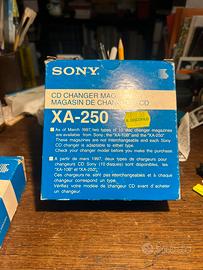 SONY
CD CHANGER MAG
MAGASIN DE CHAN CD
XA-250
■ As of March 1997, two types of 10 disc changer magazines
are available from Sony, the "XA-10B" and the "XA-250".
These magazines are not interchangeable and each Sony
CD changer is adaptable to either type.
Check your changer model before you make the purchase.
■ A partir de mars 1997, deux types de chargeurs pour
changeurs CD Sony (10 disques) sont disponibles, les
"XA-10B" et "XA-250".
Ces chargeurs ne sont pas interchangeables et à chaque
changeur correspond un type.
Vérifiez votre modèle de changeur CD avant d'acheter
un chargeur.